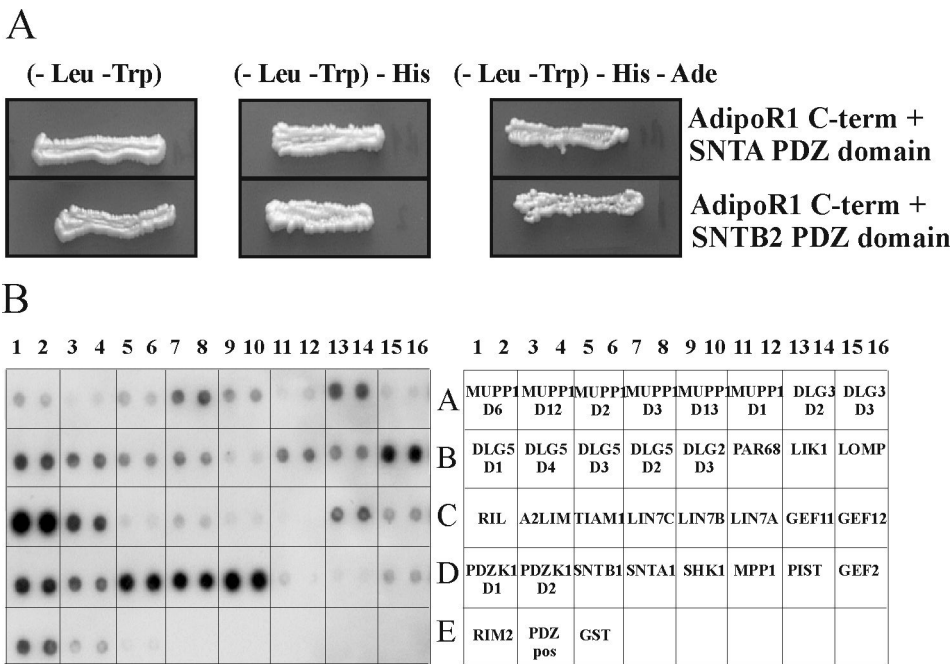 A
(- Leu -Trp) (- Leu -Trp) - His (- Leu -Trp) - His - Ade
AdipoR1 C-term +
SNTA PDZ domain
AdipoR1 C-term +
SNTB2 PDZ domain
B
1 2 3 4 5 6 7 8 9 10 11 12 13 14 15 16 1 2 3 4 5 6 7 8 9 10 11 12 13 14 15 16
A MUPP1 MUPP1 MUPP1 MUPP1 MUPP1 MUPP1 DLG3 DLG3
D6 D12 D2 D3 D13 D1 D2 D3
B DLG5 DLG5 DLG5 DLG5 DLG2 PAR68 LIK1 LOMP
D1 D4 D3 D2 D3
C RIL A2LIM TIAM1 LIN7C LIN7B LIN7A GEF11 GEF12
D PDZK1 PDZK1 SNTB1 SNTA1 SHK1 MPP1 PIST GEF2
D1 D2
E RIM2 PDZ GST
pos